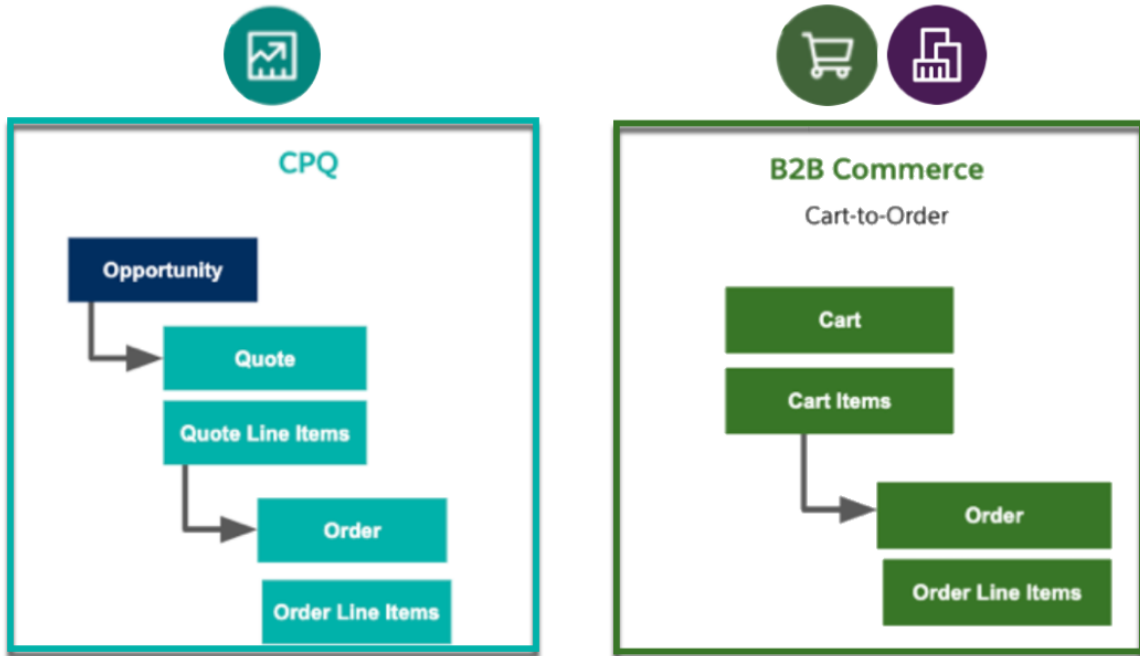 CPQ
Opportunity
Quote
Quote Line Items
Order
Order Line Items
B2B Commerce
Cart-to-Order
Cart
Cart Items
Order
Order Line Items